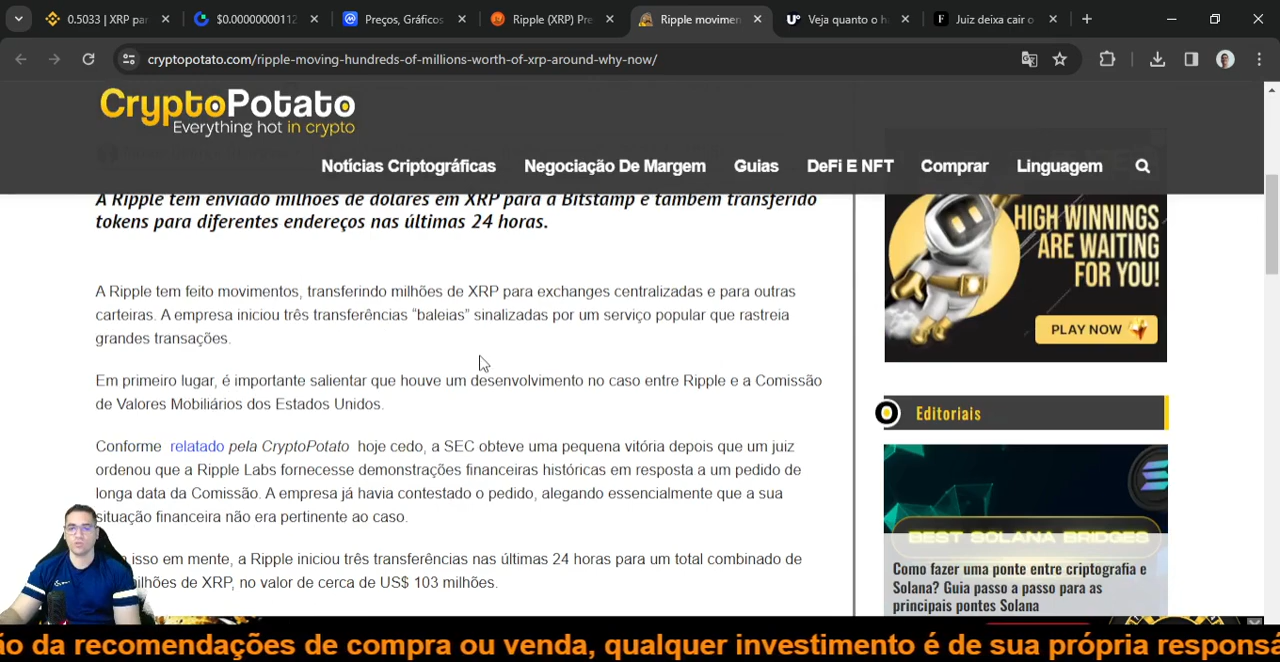 0.5033 | XRP par
$0.0000000112
Preços, Gráficos
Ripple (XRP) Pre
Ripple movimen
Veja quanto o h
Juiz deixa cair o
cryptopotato.com/ripple-moving-hundreds-of-millions-worth-of-xrp-around-why-now/
CryptoPotato
Everything hot in crypto
Notícias Criptográficas Negociação De Margem Guias DeFi E NFT Comprar Linguagem
A Ripple tem enviado milhões de dólares em XRP para a Bitstamp e também transferido
tokens para diferentes endereços nas últimas 24 horas.
A Ripple tem feito movimentos, transferindo milhões de XRP para exchanges centralizadas e para outras
carteiras. A empresa iniciou três transferências "baleias" sinalizadas por um serviço popular que rastreia
grandes transações.
Em primeiro lugar, é importante salientar que houve um desenvolvimento no caso entre Ripple e a Comissão
de Valores Mobiliários dos Estados Unidos.
Conforme relatado pela CryptoPotato hoje cedo, a SEC obteve uma pequena vitória depois que um juiz
ordenou que a Ripple Labs fornecesse demonstrações financeiras históricas em resposta a um pedido de
longa data da Comissão. A empresa já havia contestado o pedido, alegando essencialmente que a sua
situação financeira não era pertinente ao caso.
isso em mente, a Ripple iniciou três transferências nas últimas 24 horas para um total combinado de
ilhões de XRP, no valor de cerca de US$ 103 milhões.
HIGH WINNINGS
ARE WAITING
FOR YOU!
PLAY NOW
Editoriais
BEST SOLANA BRIDGES
Como fazer uma ponte entre criptografia e
Solana? Guia passo a passo para as
principais pontes Solana
ão da recomendações de compra ou venda, qualquer investimento é de sua própria responsa